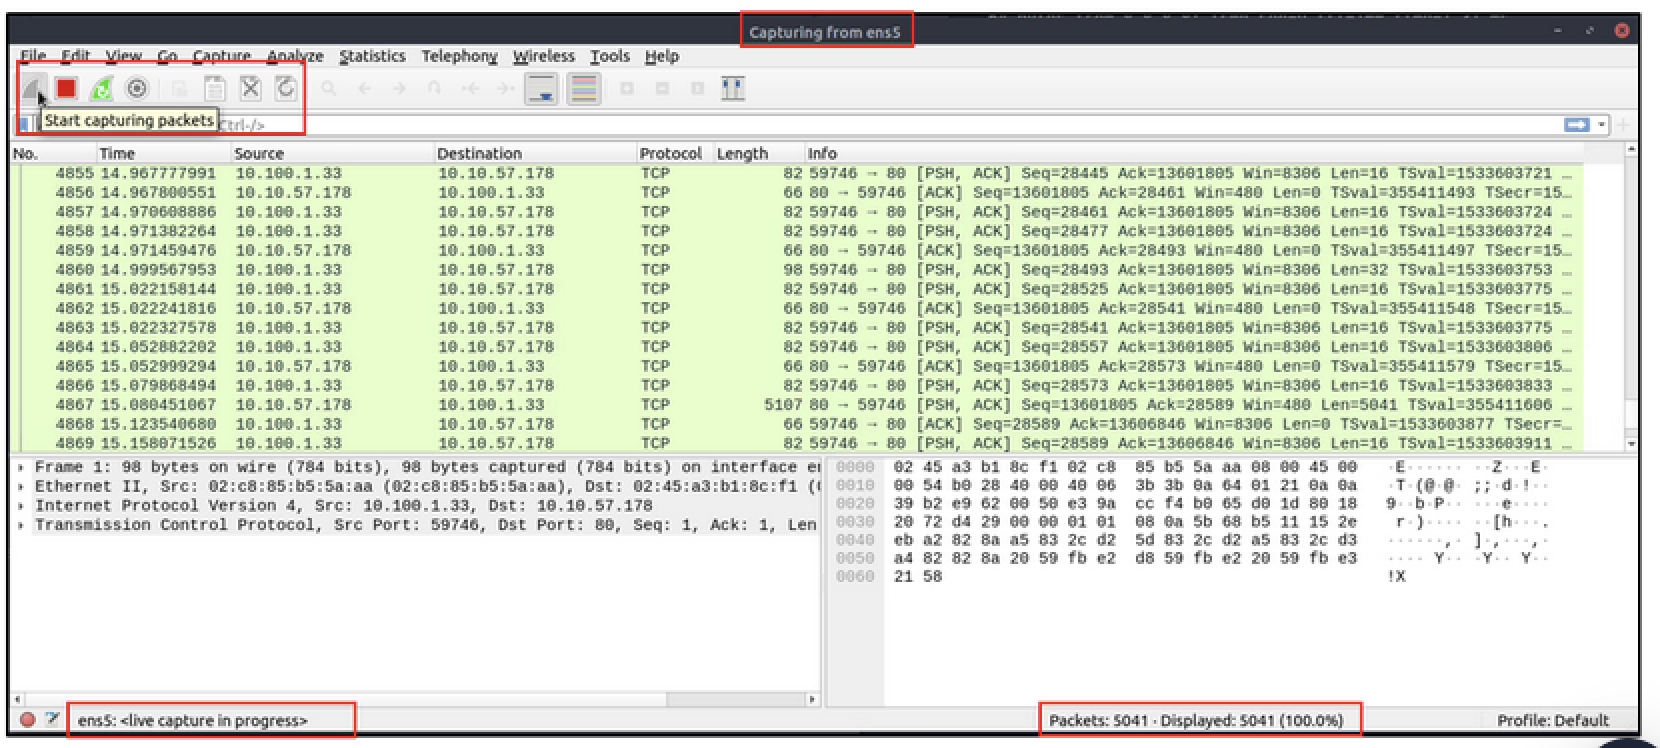 Capturing from ens5
File Edit View Go Capture Analyze Statistics Telephony Wireless Tools Help
Start capturing packets Ctrl-/>
No. Time Source Destination Protocol Length Info
4855 14.967777991 10.100.1.33 10.10.57.178 TCP 82 59746 → 80 [PSH, ACK] Seq=28445 Ack=13601805 Win=8306 Len=16 TSval=1533603721 …
4856 14.967800551 10.10.57.178 10.100.1.33 TCP 66 80 → 59746 [ACK] Seq=13601805 Ack=28461 Win=480 Len=0 TSval=355411493 TSecr=15…
4857 14.970608886 10.100.1.33 10.10.57.178 TCP 82 59746 → 80 [PSH, ACK] Seq=28461 Ack=13601805 Win=8306 Len=16 TSval=1533603724 …
4858 14.971382264 10.100.1.33 10.10.57.178 TCP 82 59746 → 80 [PSH, ACK] Seq=28477 Ack=13601805 Win=8306 Len=16 TSval=1533603724 …
4859 14.971459476 10.10.57.178 10.100.1.33 TCP 66 80 → 59746 [ACK] Seq=13601805 Ack=28493 Win=480 Len=0 TSval=355411497 TSecr=15…
4860 14.999567953 10.100.1.33 10.10.57.178 TCP 98 59746 → 80 [PSH, ACK] Seq=28493 Ack=13601805 Win=8306 Len=32 TSval=1533603753 …
4861 15.022158144 10.100.1.33 10.10.57.178 TCP 82 59746 → 80 [PSH, ACK] Seq=28525 Ack=13601805 Win=8306 Len=16 TSval=1533603775 …
4862 15.022241816 10.10.57.178 10.100.1.33 TCP 66 80 → 59746 [ACK] Seq=13601805 Ack=28541 Win=480 Len=0 TSval=355411548 TSecr=15…
4863 15.022327578 10.100.1.33 10.10.57.178 TCP 82 59746 → 80 [PSH, ACK] Seq=28541 Ack=13601805 Win=8306 Len=16 TSval=1533603775 …
4864 15.052882202 10.100.1.33 10.10.57.178 TCP 82 59746 → 80 [PSH, ACK] Seq=28557 Ack=13601805 Win=8306 Len=16 TSval=1533603806 …
4865 15.052999294 10.10.57.178 10.100.1.33 TCP 66 80 → 59746 [ACK] Seq=13601805 Ack=28573 Win=480 Len=0 TSval=355411579 TSecr=15…
4866 15.079868494 10.100.1.33 10.10.57.178 TCP 82 59746 → 80 [PSH, ACK] Seq=28573 Ack=13601805 Win=8306 Len=16 TSval=1533603833 …
4867 15.080451067 10.10.57.178 10.100.1.33 TCP 5107 80 → 59746 [PSH, ACK] Seq=13601805 Ack=28589 Win=480 Len=5041 TSval=355411606 …
4868 15.123540680 10.100.1.33 10.10.57.178 TCP 66 59746 → 80 [ACK] Seq=28589 Ack=13606846 Win=8306 Len=0 TSval=1533603877 TSecr=…
4869 15.158071526 10.100.1.33 10.10.57.178 TCP 82 59746 → 80 [PSH, ACK] Seq=28589 Ack=13606846 Win=8306 Len=16 TSval=1533603911 …
Frame 1: 98 bytes on wire (784 bits), 98 bytes captured (784 bits) on interface
Ethernet II, Src: 02:c8:85:b5:5a:aa (02:c8:85:b5:5a:aa), Dst: 02:45:a3:b1:8c:f1 (
Internet Protocol Version 4, Src: 10.100.1.33, Dst: 10.10.57.178
Transmission Control Protocol, Src Port: 59746, Dst Port: 80, Seq: 1, Ack: 1, Len
0000 02 45 a3 b1 8c f1 02 c8 85 b5 5a aa 08 00 45 00 ·E······ ··Z···E·
0010 00 54 b0 28 40 00 40 06 3b 3b 0a 64 01 21 0a 0a ·T·(@·@· ;;·d·!··
0020 39 b2 e9 62 00 50 e3 9a cc f4 b0 65 d0 1d 80 18 9··b·P·· ···e····
0030 20 72 d4 29 00 00 01 01 08 0a 5b 68 b5 11 15 2e r·)···· ··[h···.
0040 eb a2 82 8a a5 83 2c d2 5d 83 2c d2 a5 83 2c d3 ······,· ]·,···,·
0050 a4 82 82 8a 20 59 fb e2 d8 59 fb e2 20 59 fb e3 ···· Y·· ·Y·· Y··
0060 21 58 !X
ens5: <live capture in progress> Packets: 5041 · Displayed: 5041 (100.0%) Profile: Default